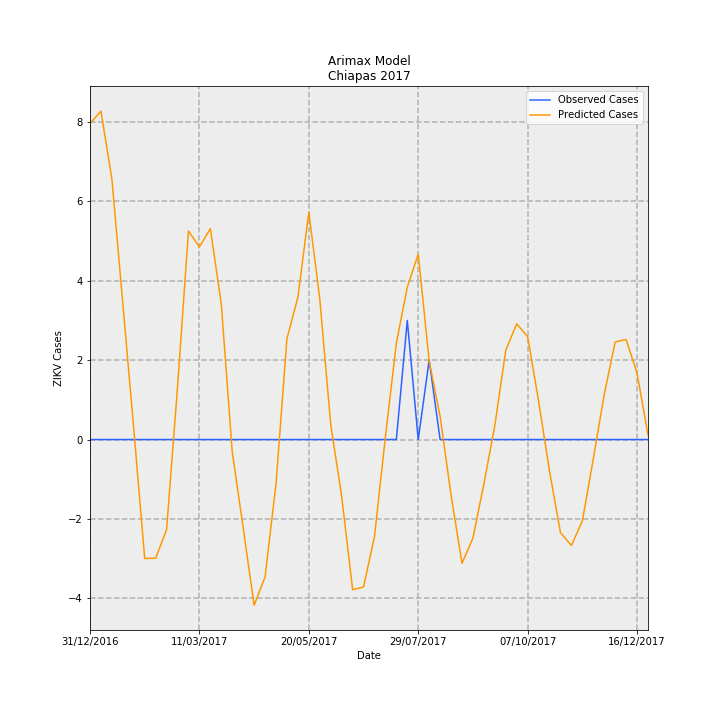 Arimax Model
Chiapas 2017
Observed Cases
Predicted Cases
ZIKV Cases
8
6
4
2
0
−2
−4
31/12/2016
11/03/2017
20/05/2017
29/07/2017
07/10/2017
16/12/2017
Date